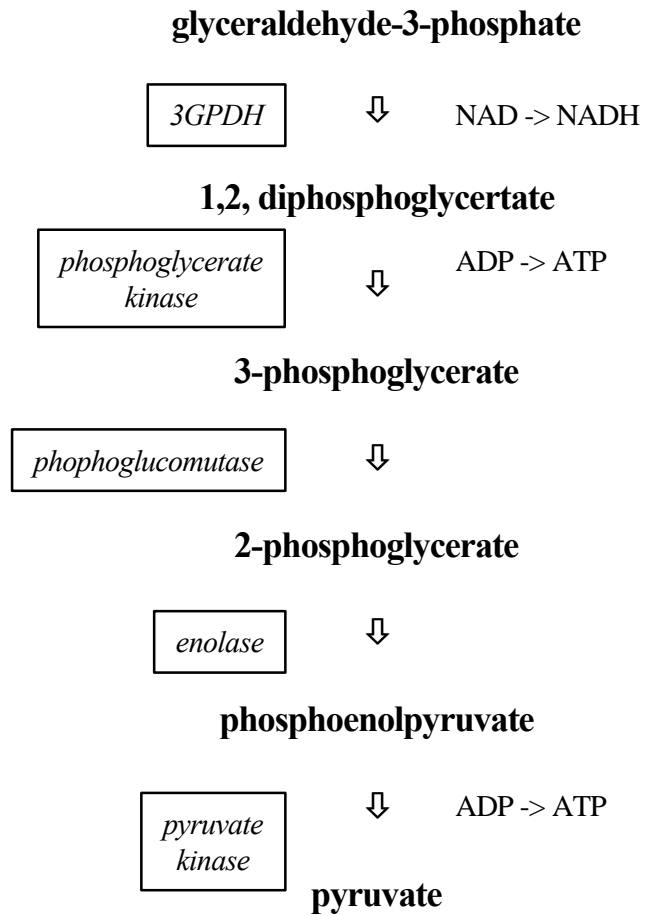 glyceraldehyde-3-phosphate
3GPDH
NAD -> NADH
1,2, diphosphoglycertate
phosphoglycerate
kinase
ADP -> ATP
3-phosphoglycerate
phophoglucomutase
2-phosphoglycerate
enolase
phosphoenolpyruvate
pyruvate
kinase
ADP -> ATP
pyruvate